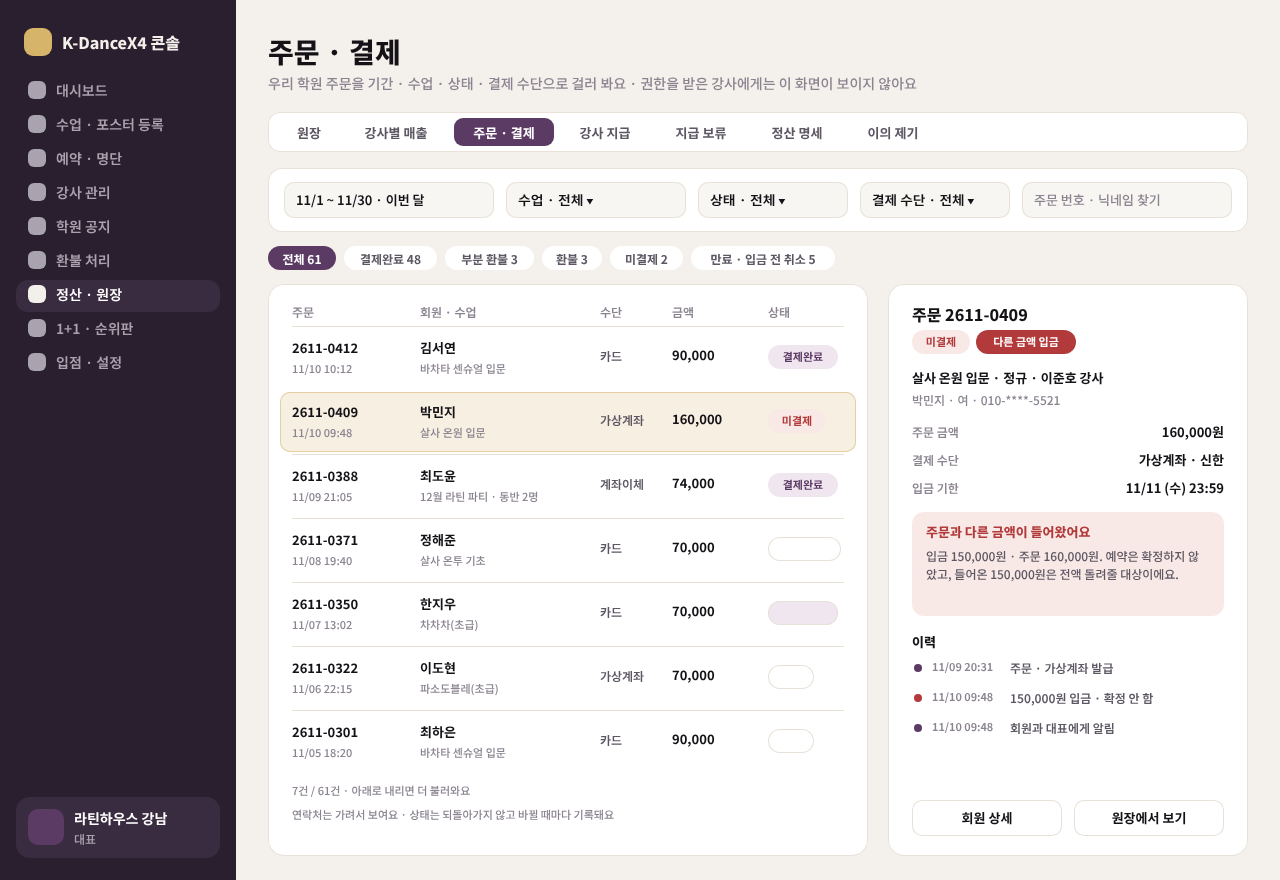 K-DanceX4 콘솔
대시보드
수업 · 포스터 등록
예약 · 명단
강사 관리
학원 공지
환불 처리
정산 · 원장
1+1 · 순위판
입점 · 설정
라틴하우스 강남
대표
주문 · 결제
우리 학원 주문을 기간 · 수업 · 상태 · 결제 수단으로 걸러 봐요 · 권한을 받은 강사에게는 이 화면이 보이지 않아요
원장 강사별 매출 주문 · 결제 강사 지급 지급 보류 정산 명세 이의 제기
11/1 ~ 11/30 · 이번 달 수업 · 전체 ▾ 상태 · 전체 ▾ 결제 수단 · 전체 ▾ 주문 번호 · 닉네임 찾기
전체 61 결제완료 48 부분 환불 3 환불 3 미결제 2 만료 · 입금 전 취소 5
주문 회원 · 수업 수단 금액 상태
2611-0412 김서연 카드 90,000 결제완료
11/10 10:12 바차타 센슈얼 입문
2611-0409 박민지 가상계좌 160,000 미결제
11/10 09:48 살사 온원 입문
2611-0388 최도윤 계좌이체 74,000 결제완료
11/09 21:05 12월 라틴 파티 · 동반 2명
2611-0371 정해준 카드 70,000
11/08 19:40 살사 온투 기초
2611-0350 한지우 카드 70,000
11/07 13:02 차차차(초급)
2611-0322 이도현 가상계좌 70,000
11/06 22:15 파소도블레(초급)
2611-0301 최하은 카드 90,000
11/05 18:20 바차타 센슈얼 입문
7건 / 61건 · 아래로 내리면 더 불러와요
연락처는 가려서 보여요 · 상태는 되돌아가지 않고 바뀔 때마다 기록돼요
주문 2611-0409
미결제 다른 금액 입금
살사 온원 입문 · 정규 · 이준호 강사
박민지 · 여 · 010-****-5521
주문 금액 160,000원
결제 수단 가상계좌 · 신한
입금 기한 11/11 (수) 23:59
주문과 다른 금액이 들어왔어요
입금 150,000원 · 주문 160,000원. 예약은 확정하지 않
았고, 들어온 150,000원은 전액 돌려줄 대상이에요.
이력
11/09 20:31 주문 · 가상계좌 발급
11/10 09:48 150,000원 입금 · 확정 안 함
11/10 09:48 회원과 대표에게 알림
회원 상세 원장에서 보기